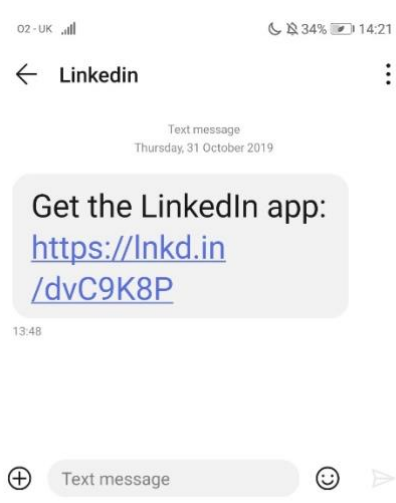 O2-UK 34% 14:21
Linkedin
Text message
Thursday, 31 October 2019
Get the LinkedIn app:
https://lnkd.in
/dvC9K8P
13:48
Text message